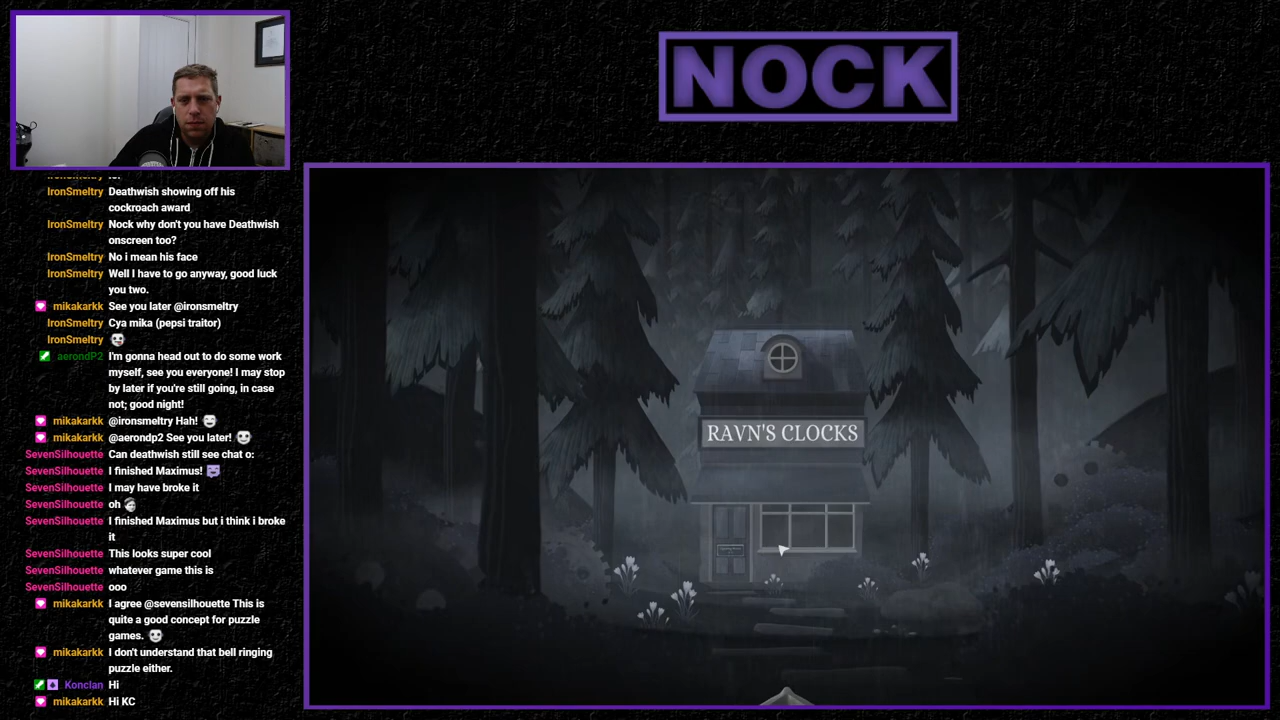 NOCK
IronSmeltry
IronSmeltry Deathwish showing off his
cockroach award
IronSmeltry Nock why don't you have Deathwish
onscreen too?
IronSmeltry No i mean his face
IronSmeltry Well I have to go anyway, good luck
you two.
mikakarkk See you later @ironsmeltry
IronSmeltry Cya mika (pepsi traitor)
IronSmeltry
aerondP2 I'm gonna head out to do some work
myself, see you everyone! I may stop
by later if you're still going, in case
not; good night!
mikakarkk @ironsmeltry Hah!
mikakarkk @aerondp2 See you later!
SevenSilhouette Can deathwish still see chat o:
SevenSilhouette I finished Maximus!
SevenSilhouette I may have broke it
SevenSilhouette oh
SevenSilhouette I finished Maximus but i think i broke
it
SevenSilhouette This looks super cool
SevenSilhouette whatever game this is
SevenSilhouette ooo
mikakarkk I agree @sevensilhouette This is
quite a good concept for puzzle
games.
mikakarkk I don't understand that bell ringing
puzzle either.
Konclan Hi
mikakarkk Hi KC
RAVN'S CLOCKS